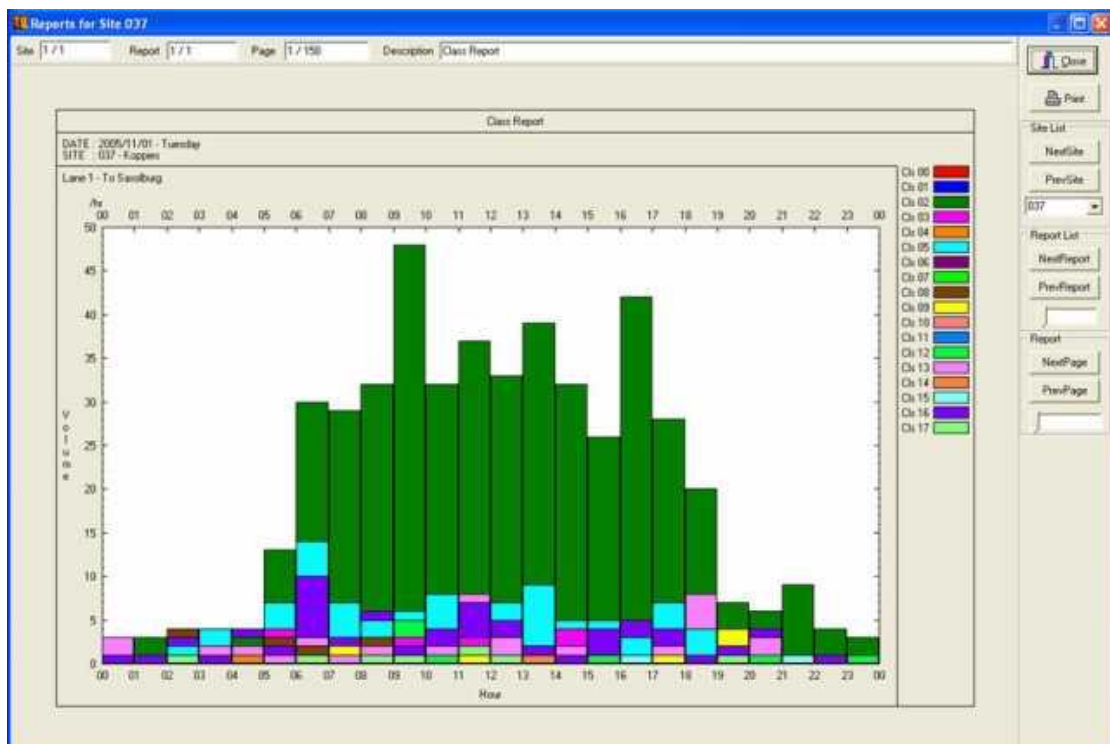 Reports for Site 037
Site 1 / 1 Report 1 / 1 Page 1 / 150 Description Class Report
Close
Print
Site List
NextSite
PrevSite
037
Report List
NextReport
PrevReport
Report
NextPage
PrevPage
Class Report
DATE : 2005/11/01 - Tuesday
SITE : 037 - Koppies
Lane 1 - To Sasolburg
/hr
00 01 02 03 04 05 06 07 08 09 10 11 12 13 14 15 16 17 18 19 20 21 22 23 00
50
45
40
35
30
25
20
15
10
5
0
Volume
00 01 02 03 04 05 06 07 08 09 10 11 12 13 14 15 16 17 18 19 20 21 22 23 00
Hour
Cls 00
Cls 01
Cls 02
Cls 03
Cls 04
Cls 05
Cls 06
Cls 07
Cls 08
Cls 09
Cls 10
Cls 11
Cls 12
Cls 13
Cls 14
Cls 15
Cls 16
Cls 17